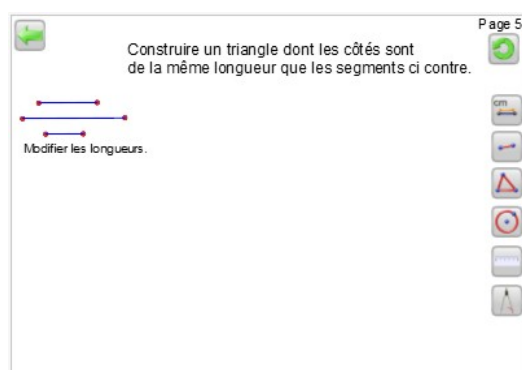 Page 5
Construire un triangle dont les côtés sont
de la même longueur que les segments ci contre.
cm
Modifier les longueurs.